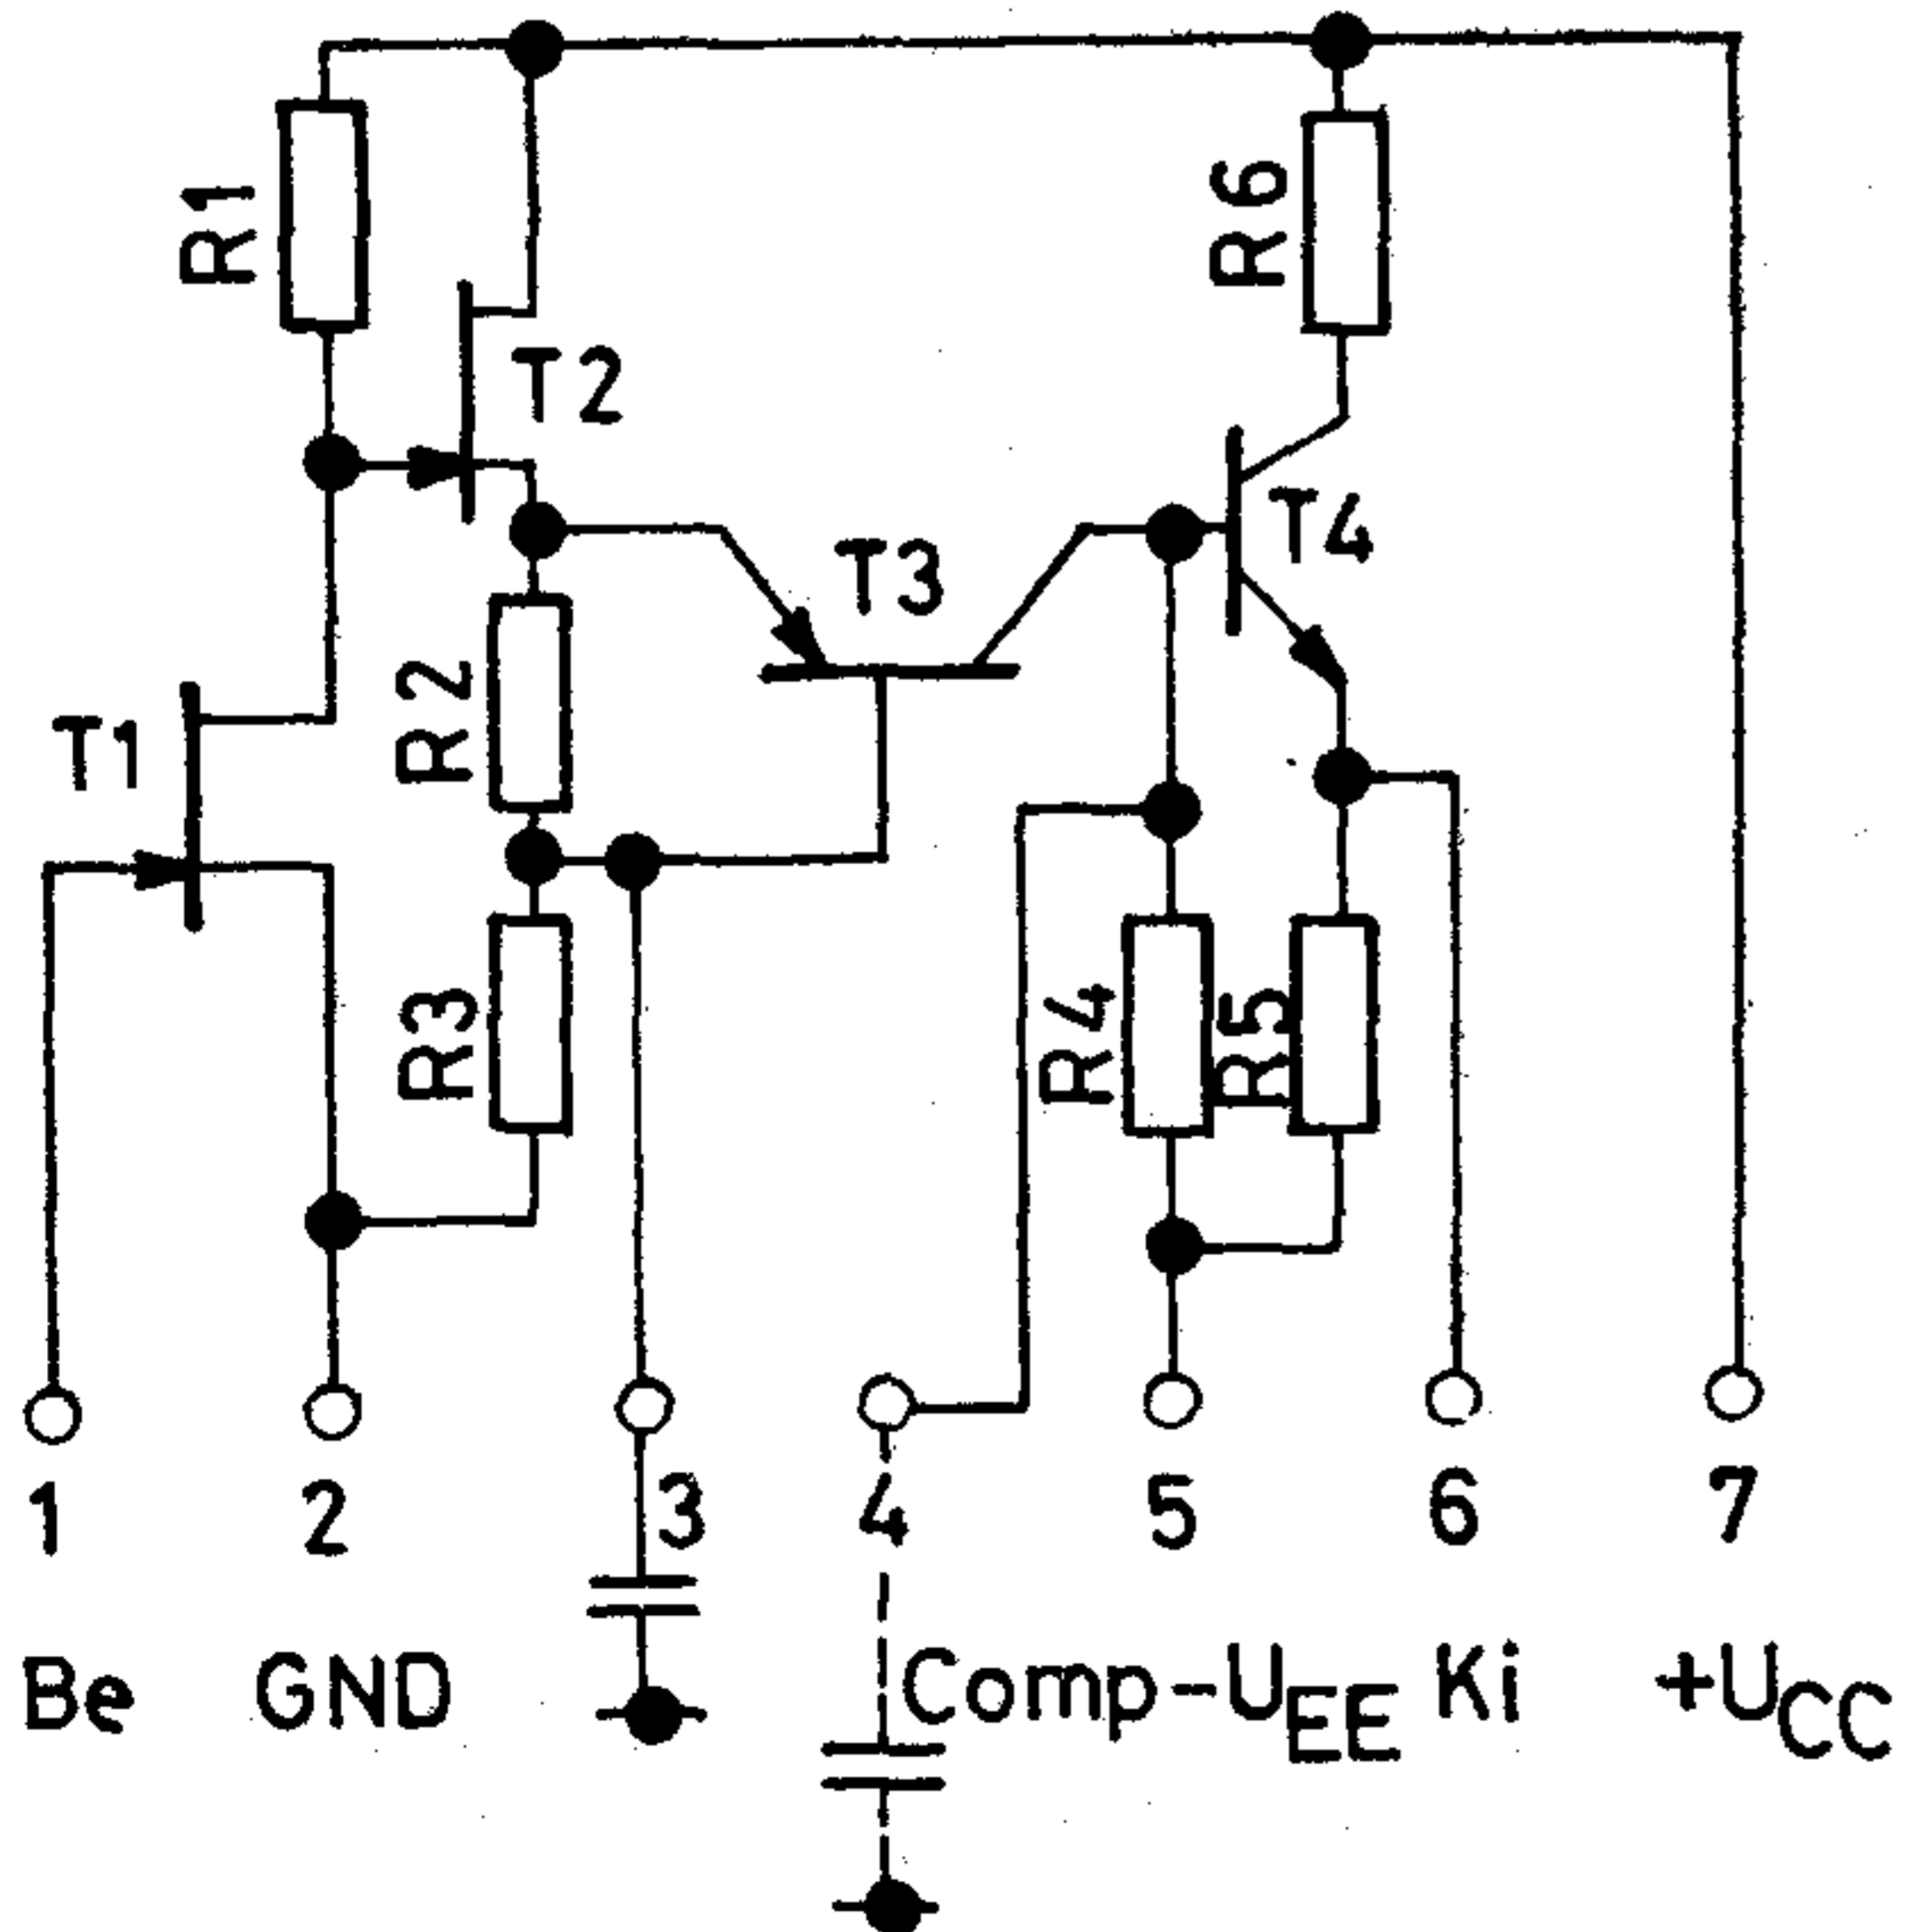 R1
R6
T2
T4
T3
T1
R2
R3
R4
R5
1 2 3 4 5 6 7
Be GND Comp -UEE Ki +UCC